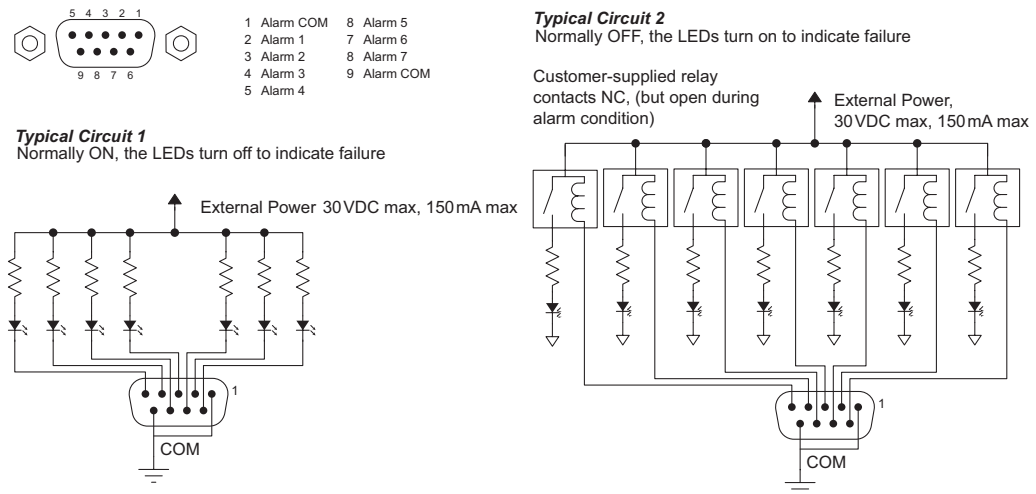 5 4 3 2 1
9 8 7 6
1 Alarm COM
2 Alarm 1
3 Alarm 2
4 Alarm 3
5 Alarm 4
8 Alarm 5
7 Alarm 6
8 Alarm 7
9 Alarm COM
Typical Circuit 1
Normally ON, the LEDs turn off to indicate failure
External Power 30VDC max, 150mA max
1
COM
Typical Circuit 2
Normally OFF, the LEDs turn on to indicate failure
Customer-supplied relay
contacts NC, (but open during
alarm condition)
External Power,
30VDC max, 150mA max
1
COM